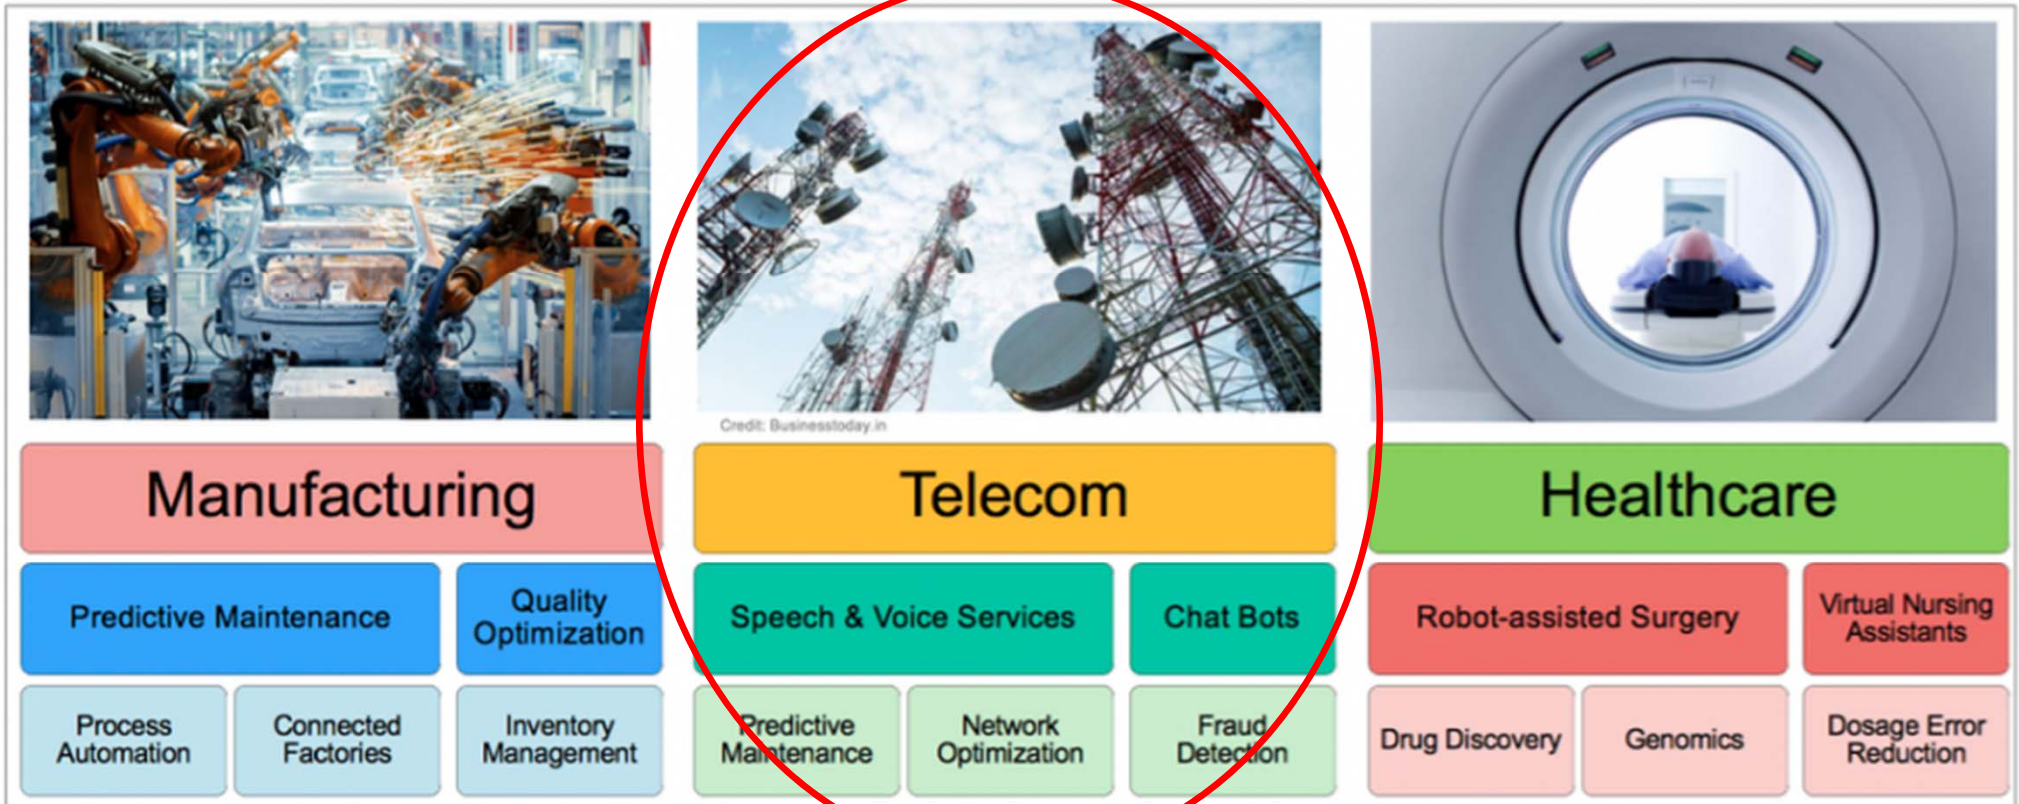 Credit: Businesstoday.in
Manufacturing
Telecom
Healthcare
Predictive Maintenance
Quality
Optimization
Speech & Voice Services
Chat Bots
Robot-assisted Surgery
Virtual Nursing
Assistants
Process
Automation
Connected
Factories
Inventory
Management
Predictive
Maintenance
Network
Optimization
Fraud
Detection
Drug Discovery
Genomics
Dosage Error
Reduction